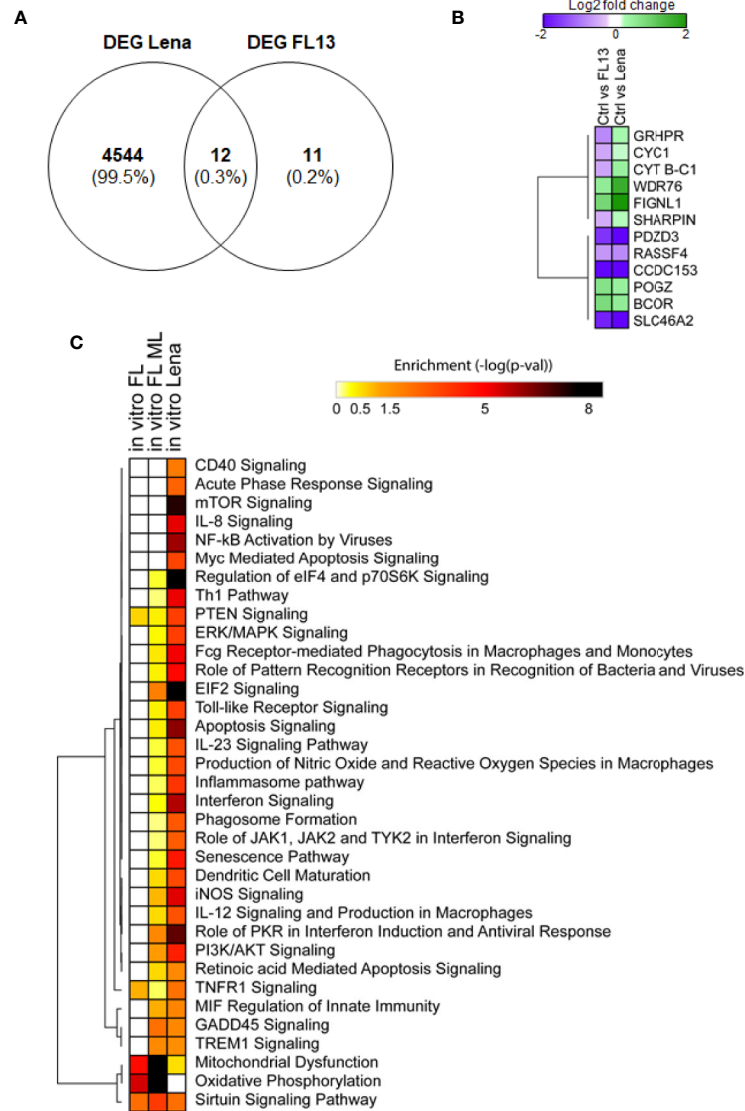 A
DEG Lena
DEG FL13
4544
(99.5%)
12
(0.3%)
11
(0.2%)
B
Log2 fold change
-2
0
2
Ctrl vs FL13
Ctrl vs Lena
GRHPR
CYC1
CYT B-C1
WDR76
FIGNL1
SHARPIN
PDZD3
RASSF4
CCDC153
POGZ
BCOR
SLC46A2
C
in vitro FL
in vitro FL ML
in vitro Lena
Enrichment (-log(p-val))
0 0.5 1.5 5 8
CD40 Signaling
Acute Phase Response Signaling
mTOR Signaling
IL-8 Signaling
NF-kB Activation by Viruses
Myc Mediated Apoptosis Signaling
Regulation of eIF4 and p70S6K Signaling
Th1 Pathway
PTEN Signaling
ERK/MAPK Signaling
Fcg Receptor-mediated Phagocytosis in Macrophages and Monocytes
Role of Pattern Recognition Receptors in Recognition of Bacteria and Viruses
EIF2 Signaling
Toll-like Receptor Signaling
Apoptosis Signaling
IL-23 Signaling Pathway
Production of Nitric Oxide and Reactive Oxygen Species in Macrophages
Inflammasome pathway
Interferon Signaling
Phagosome Formation
Role of JAK1, JAK2 and TYK2 in Interferon Signaling
Senescence Pathway
Dendritic Cell Maturation
iNOS Signaling
IL-12 Signaling and Production in Macrophages
Role of PKR in Interferon Induction and Antiviral Response
PI3K/AKT Signaling
Retinoic acid Mediated Apoptosis Signaling
TNFR1 Signaling
MIF Regulation of Innate Immunity
GADD45 Signaling
TREM1 Signaling
Mitochondrial Dysfunction
Oxidative Phosphorylation
Sirtuin Signaling Pathway